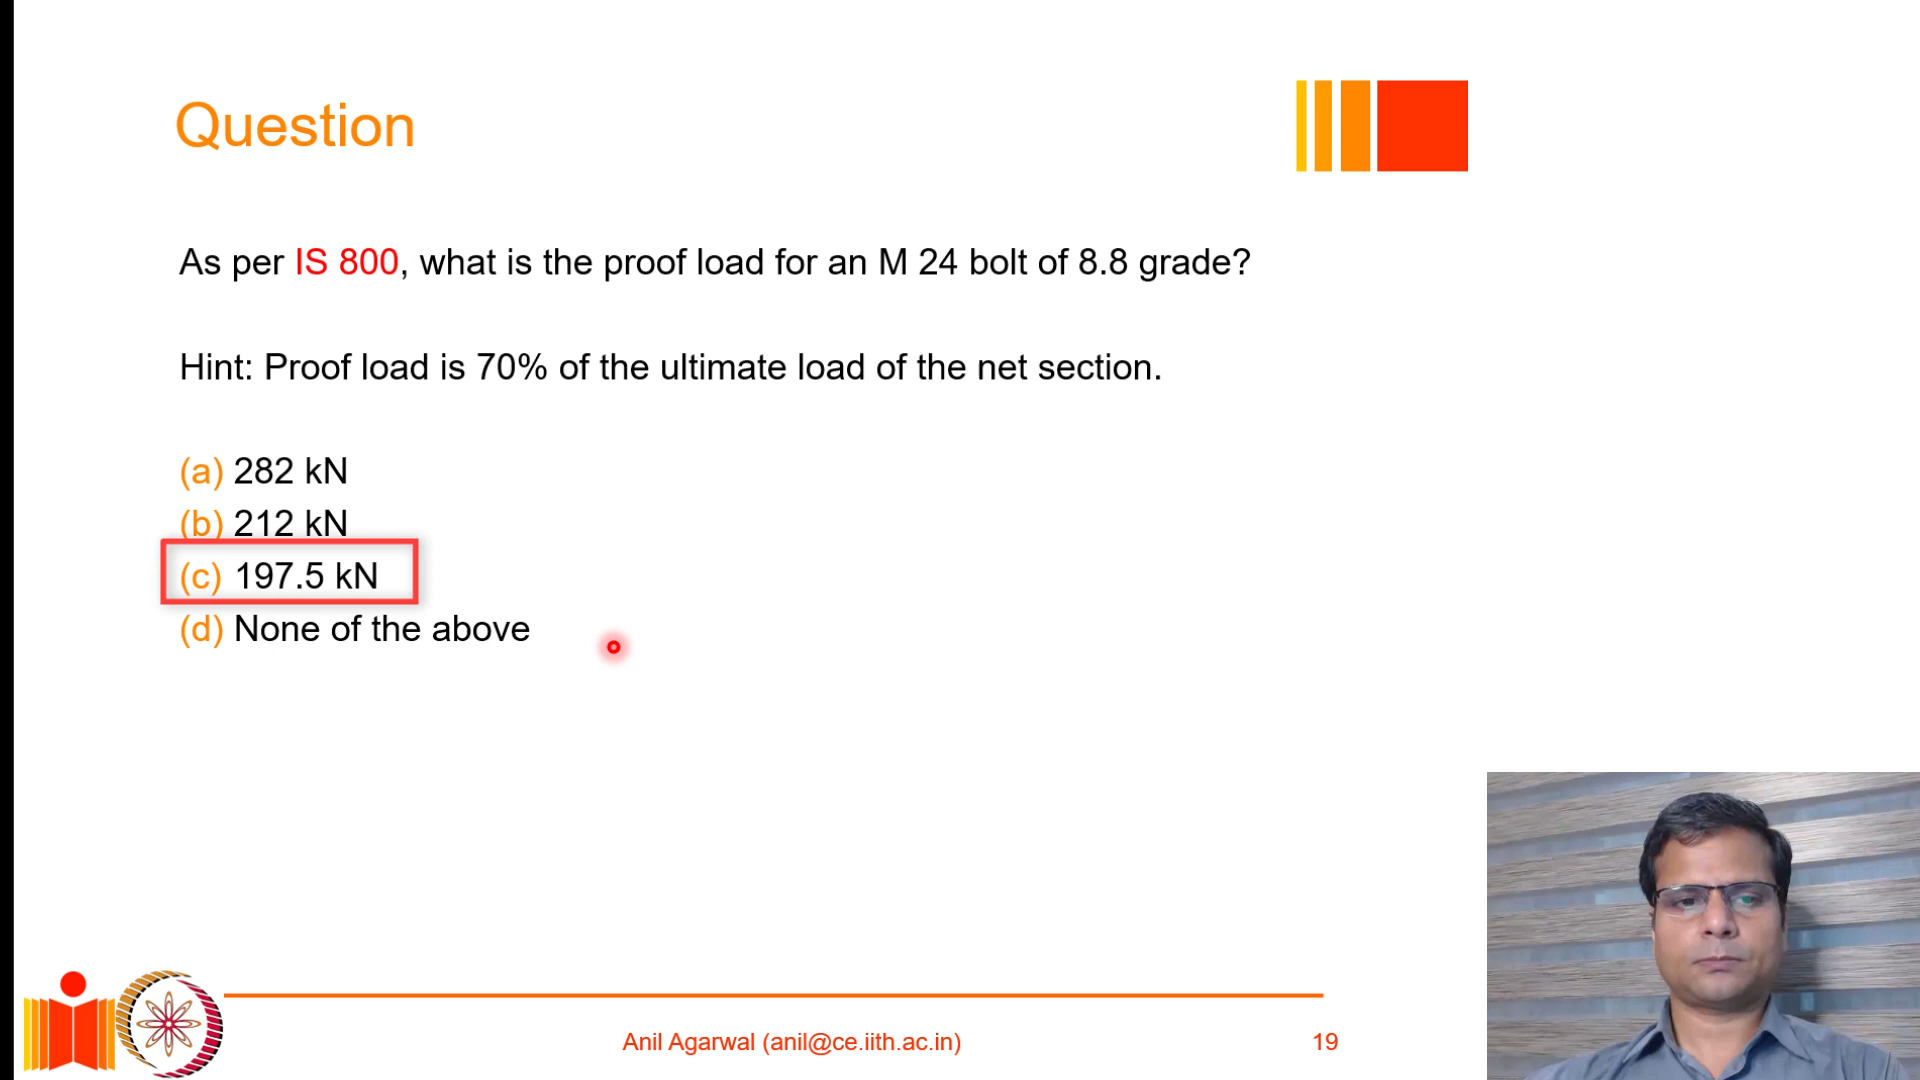 Question
As per IS 800, what is the proof load for an M 24 bolt of 8.8 grade?
Hint: Proof load is 70% of the ultimate load of the net section.
(a) 282 kN
(b) 212 kN
(c) 197.5 kN
(d) None of the above
Anil Agarwal (anil@ce.iith.ac.in)
19